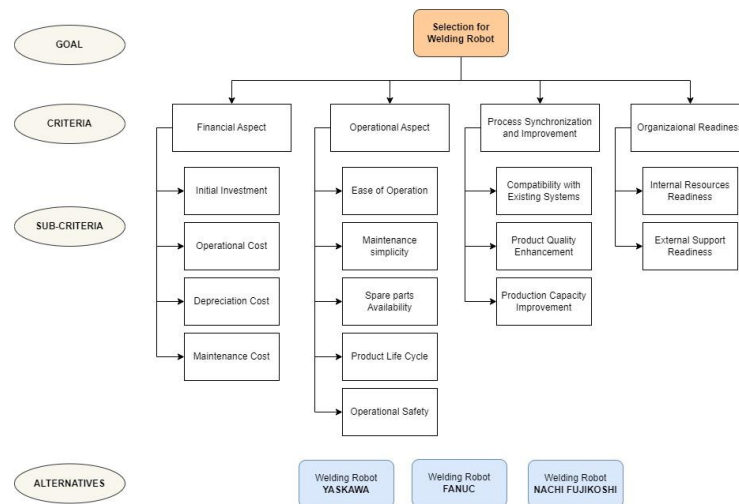 GOAL
Selection for
Welding Robot
CRITERIA
Financial Aspect
Operational Aspect
Process Synchronization
and Improvement
Organizaional Readiness
SUB-CRITERIA
Initial Investment
Operational Cost
Depreciation Cost
Maintenance Cost
Ease of Operation
Maintenance
simplicity
Spare parts
Availability
Product Life Cycle
Operational Safety
Compatibility with
Existing Systems
Product Quality
Enhancement
Production Capacity
Improvement
Internal Resources
Readiness
External Support
Readiness
ALTERNATIVES
Welding Robot
YASKAWA
Welding Robot
FANUC
Welding Robot
NACHI FUJIKOSHI